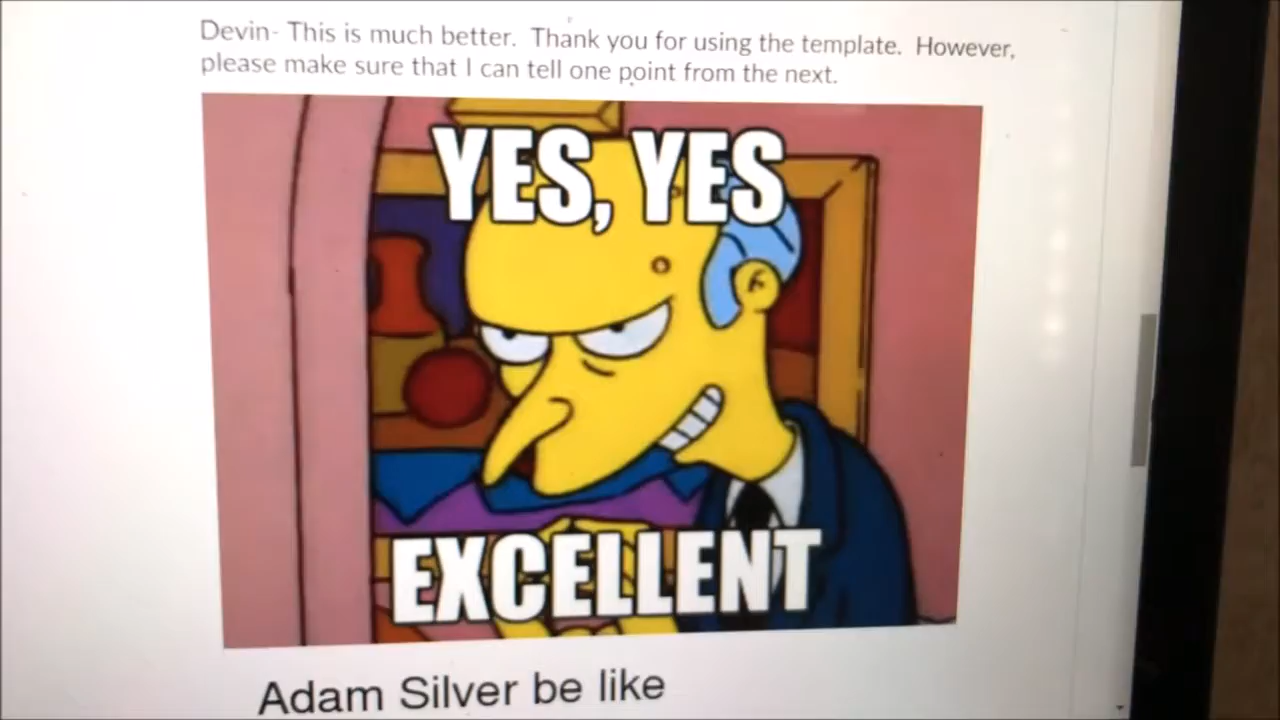 Devin- This is much better.  Thank you for using the template.  However,
please make sure that I can tell one point from the next.
YES, YES
EXCELLENT
Adam Silver be like